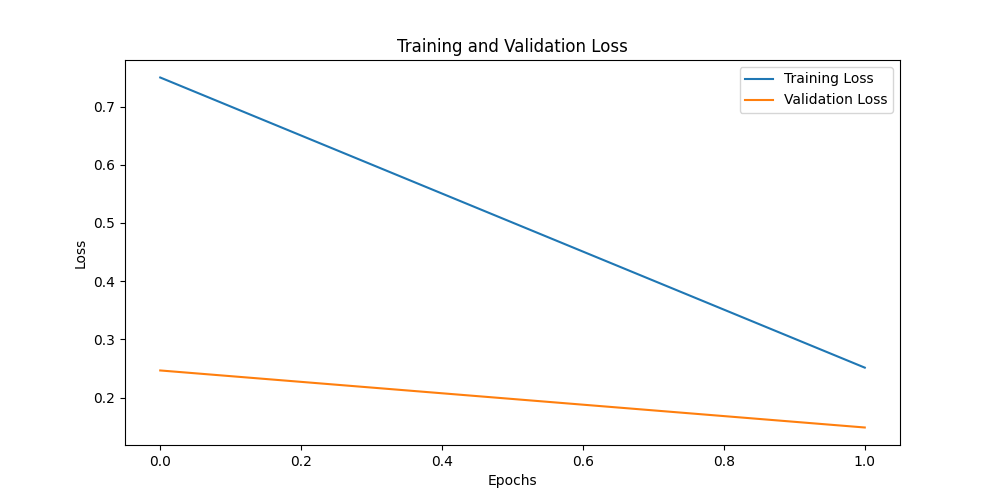 Training and Validation Loss
Training Loss
Validation Loss
0.7
0.6
0.5
0.4
0.3
0.2
Loss
0.0 0.2 0.4 0.6 0.8 1.0
Epochs